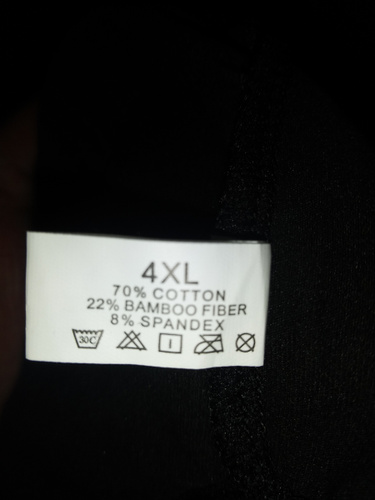 4XL
70% COTTON
22% BAMBOO FIBER
8% SPANDEX
30C I